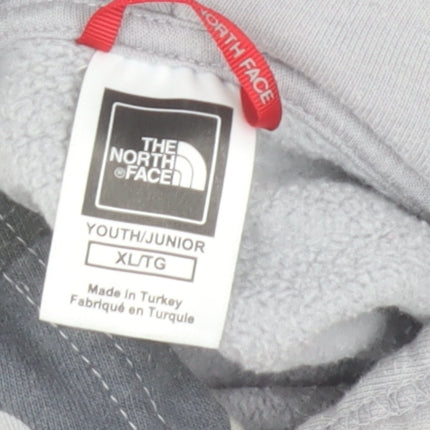 NORTH FACE
THE
NORTH
®FACE
YOUTH/JUNIOR
XL/TG
Made in Turkey
Fabriqué en Turquie